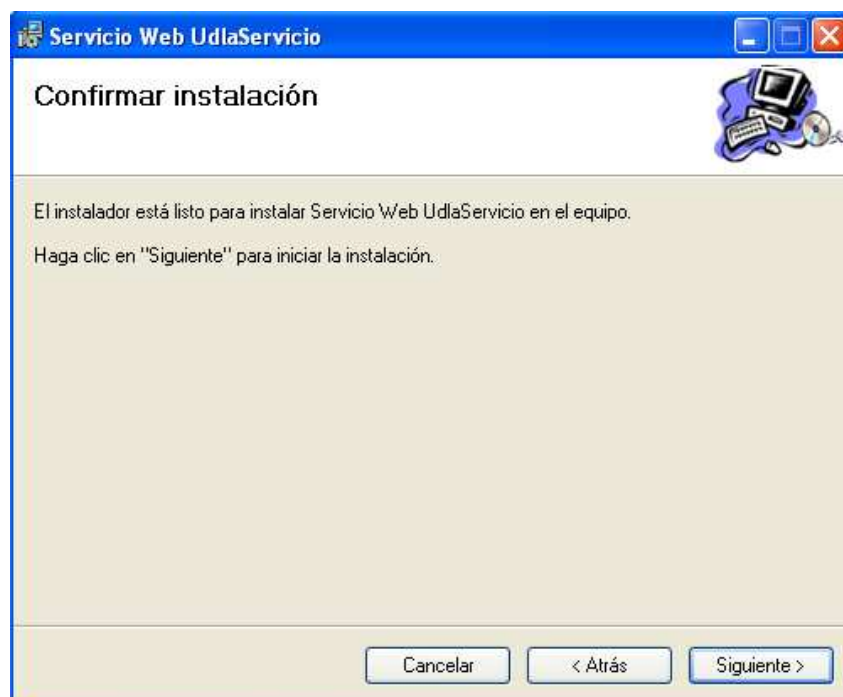 Servicio Web UdlaServicio
Confirmar instalación
El instalador está listo para instalar Servicio Web UdlaServicio en el equipo.
Haga clic en "Siguiente" para iniciar la instalación.
Cancelar
< Atrás
Siguiente >